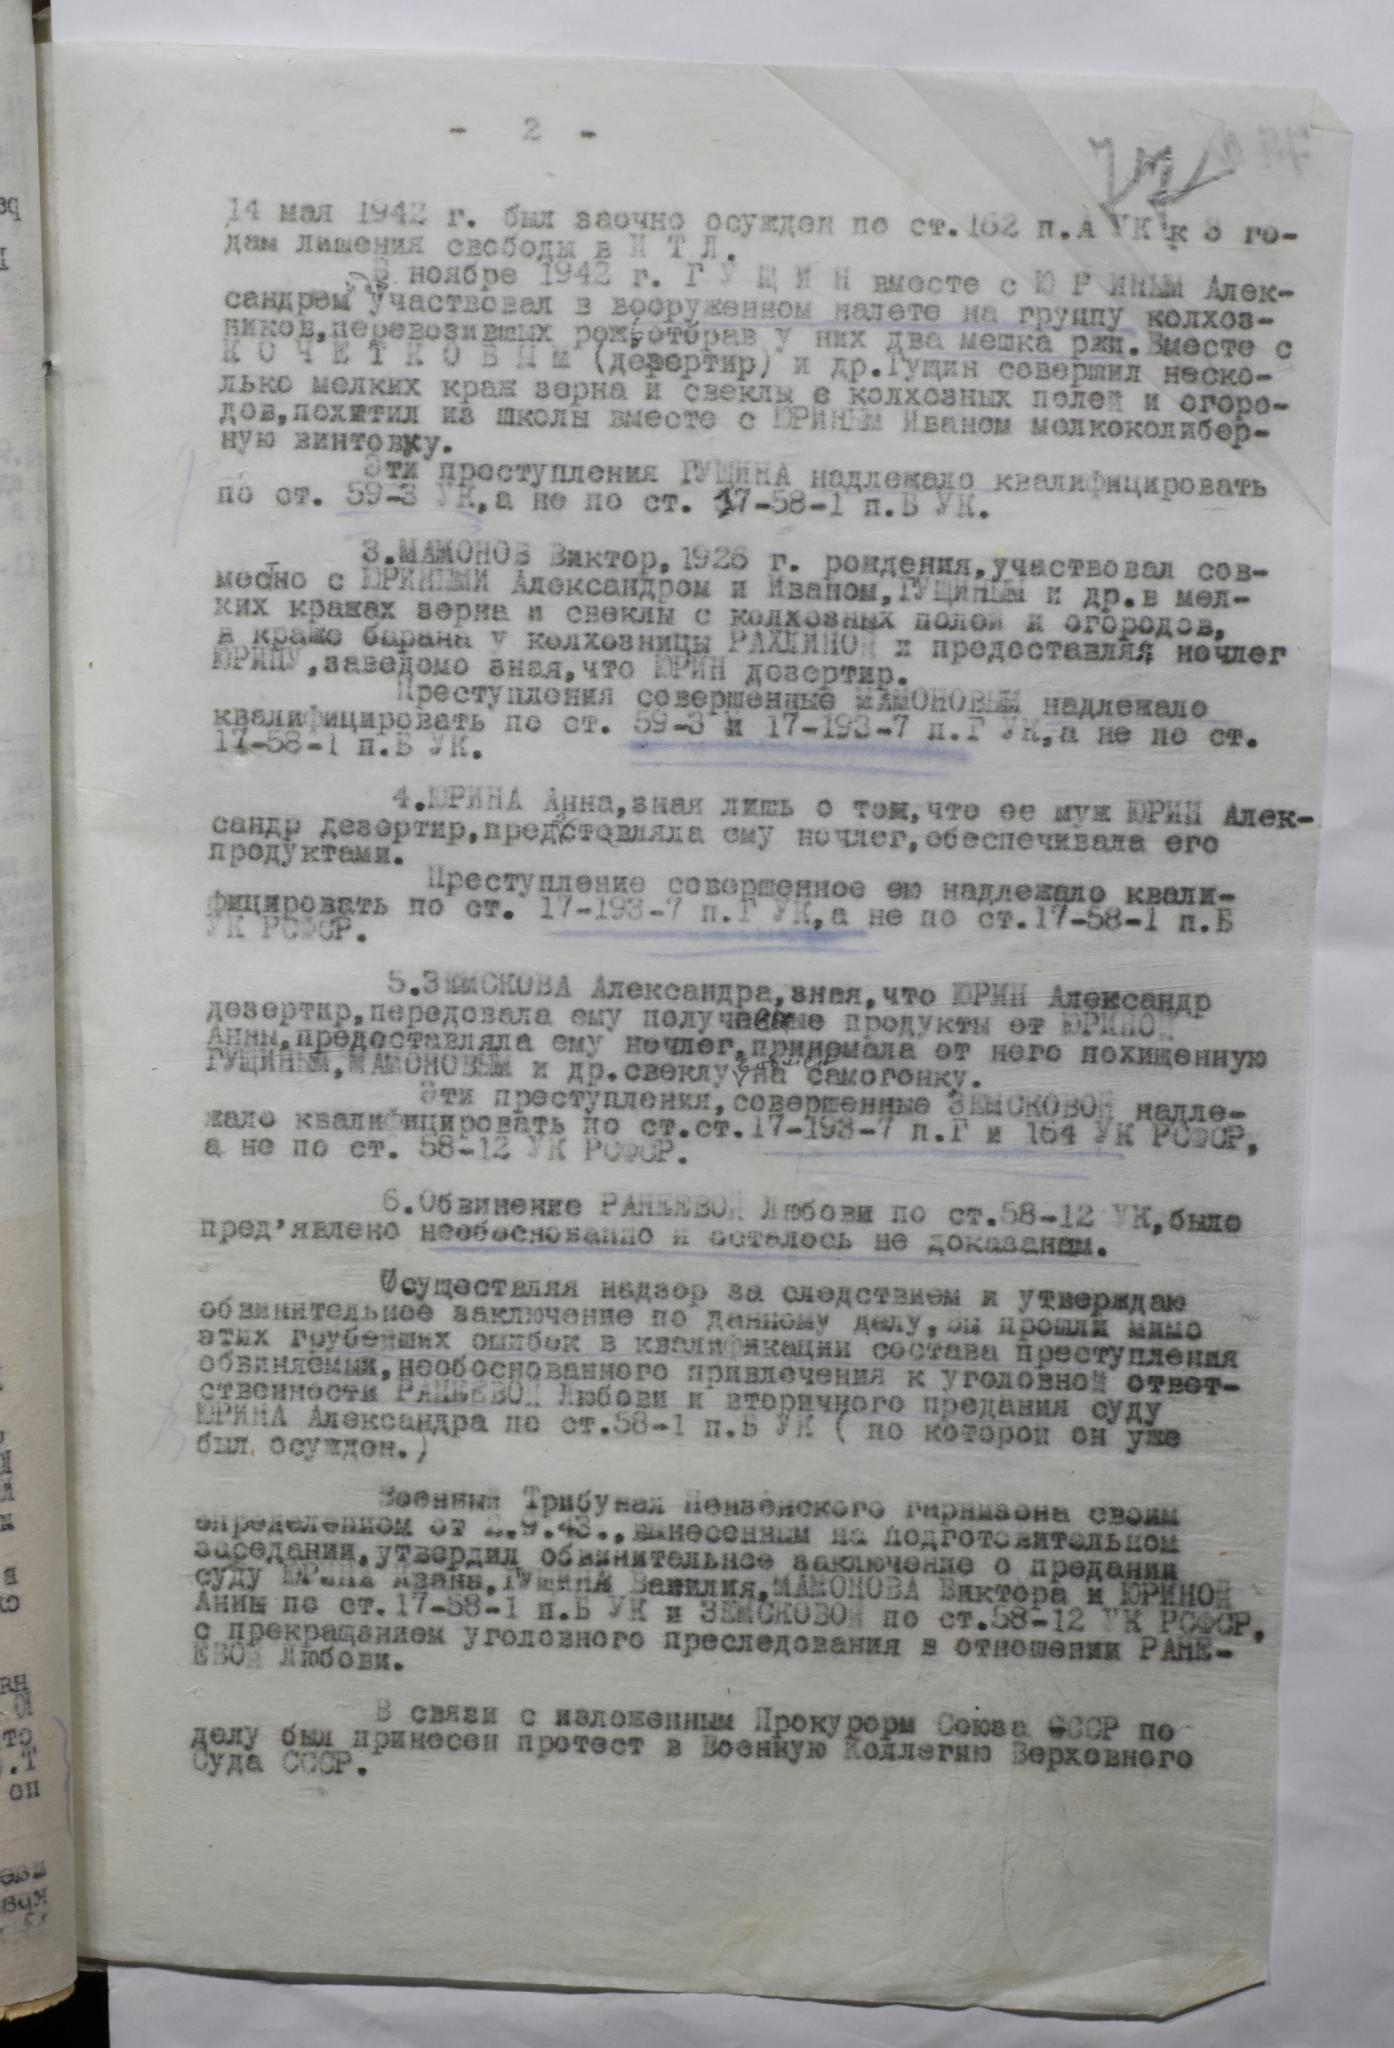 - 2 -
77
14 мая 1942 г. был заочно осужден по ст.162 п.А УК к 3 го-
дам лишения свободы в И Т Л.
8 ноябре 1942 г. Г У Щ И Н вместе с Ю Р ИНЫМ Алек-
сандром участвовал в вооруженном налете на группу колхоз-
ников,перевозивших рожь,отобрав у них два мешка ржи.Вместе с
К О Ч Е Т К О В Ы М (дезертир) и др.Гущин совершил неско-
лько мелких краж зерна и свеклы с колхозных полей и огоро-
дов,похитил из школы вместе с ЮРИНЫМ Иваном мелкоколибер-
ную винтовку.
Эти преступления ГУЩИНА надлежало квалифицировать
по ст. 59-3 УК,а не по ст. 17-58-1 п.Б УК.
3.МАМОНОВ Виктор,1926 г. рождения,участвовал сов-
месно с ЮРИНЫМИ Александром и Иваном,ГУЩИНЫМ и др.в мел-
ких кражах зерна и свеклы с колхозных полей и огородов,
в краже барана у колхозницы РАХЛИНОЙ и предоставлял ночлег
ЮРИНУ,заведомо зная,что ЮРИН дезертир.
Преступления совершенные МАМОНОВЫМ надлежало
квалифицировать по ст. 59-3 и 17-193-7 п.Г УК,а не по ст.
17-58-1 п.Б УК.
4.ЮРИНА Анна,зная лишь о том,что ее муж ЮРИН Алек-
сандр дезертир,предоставляла ему ночлег,обеспечивала его
продуктами.
Преступление совершенное ею надлежало квали-
фицировать по ст. 17-193-7 п.Г УК,а не по ст.17-58-1 п.Б
УК РСФСР.
5.ЗЕМСКОВА Александра,зная,что ЮРИН Александр
дезертир,передовала ему получаемые продукты от ЮРИНОЙ
Анны,предоставляла ему ночлег,принемала от него похищенную
ГУЩИНЫМ,МАМОНОВЫМ и др.свеклу на самогонку.
Эти преступления,совершенные ЗЕМСКОВОЙ надле-
жало квалифицировать по ст.ст.17-193-7 п.Г и 164 УК РСФСР,
а не по ст. 58-12 УК РСФСР.
6.Обвинение РАНЕЕВОЙ Любови по ст.58-12 УК,было
пред'явлено необоснованно и осталось не доказаным.
Осуществляя надзор за следствием и утверждаю
обвинительное заключение по данному делу,Вы прошли мимо
этих грубейших ошибок в квалификации состава преступления
обвиняемых,необоснованного привлечения к уголовной ответ-
ственности РАНЬЕВОЙ Любови и вторичного предания суду
ЮРИНА Александра по ст.58-1 п.Б УК ( по которой он уже
был осужден.)
Военный Трибунал Пензенского гарнизона своим
определением от 2.9.43.,вынесенным на подготовительном
заседании,утвердил обвинительное заключение о предании
суду ЮРИНА Ивана,ГУЩИНА Василия,МАМОНОВА Виктора и ЮРИНОЙ
Анны по ст.17-58-1 п.Б УК и ЗЕМСКОВОЙ по ст.58-12 УК РСФСР,
с прекращением уголовного преследования в отношении РАНЕ-
ЕВОЙ Любови.
В связи с изложенным Прокурором Союза СССР по
делу был принесен протест в Военную Коллегию Верховного
Суда СССР.